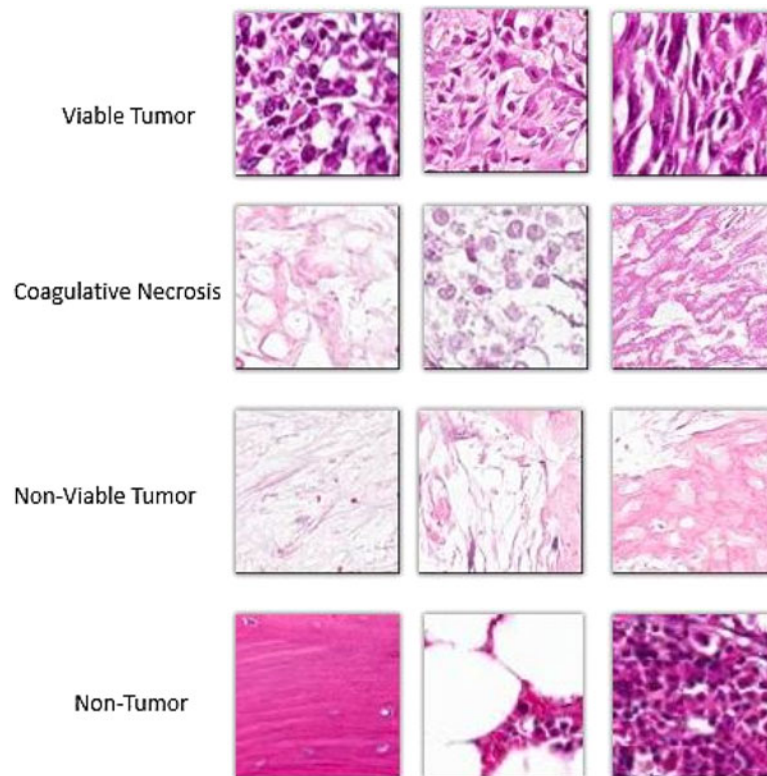 Viable Tumor
Coagulative Necrosis
Non-Viable Tumor
Non-Tumor